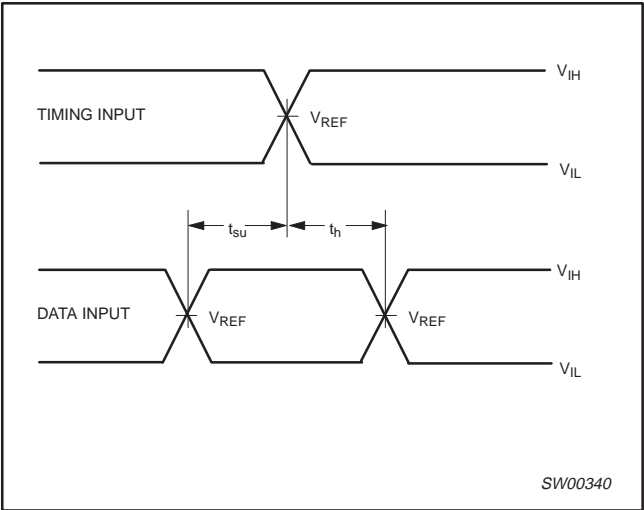 VIH
TIMING INPUT
VREF
VIL
tsu
th
VIH
DATA INPUT
VREF
VREF
VIL
SW00340